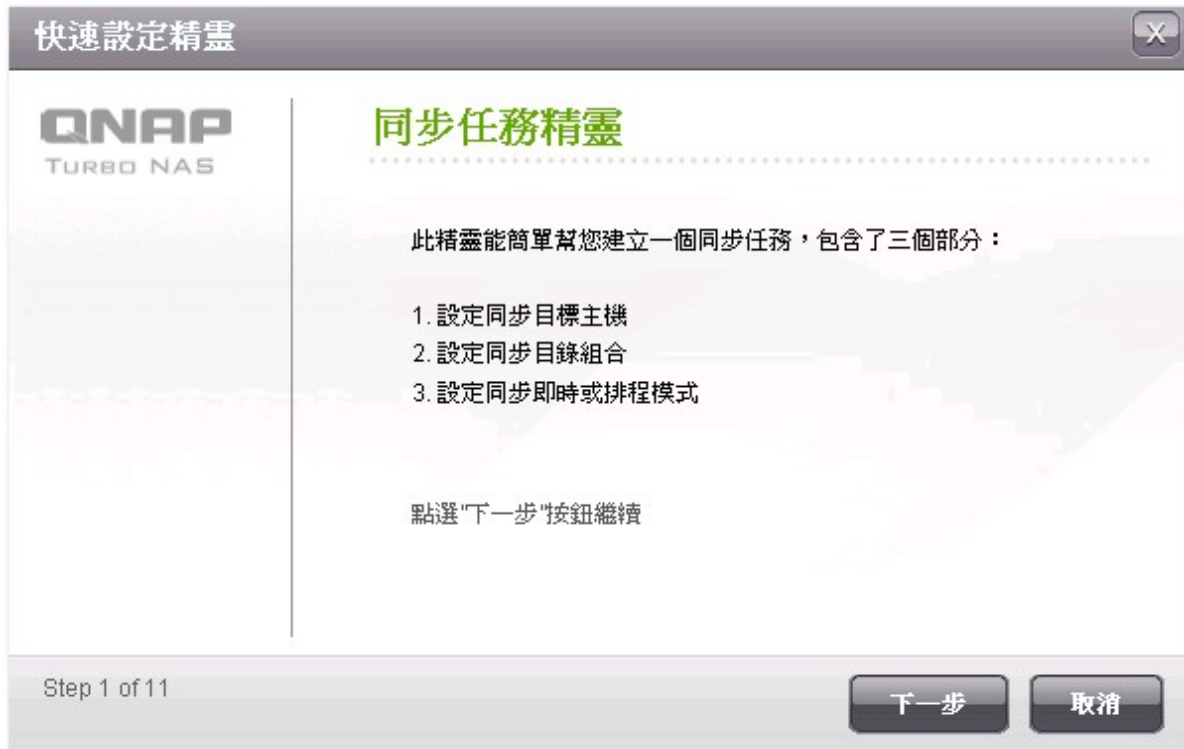 快速設定精靈
X
QNAP
TURBO NAS
同步任務精靈
此精靈能簡單幫您建立一個同步任務，包含了三個部分：
1. 設定同步目標主機
2. 設定同步目錄組合
3. 設定同步即時或排程模式
點選"下一步"按鈕繼續
Step 1 of 11
下一步
取消